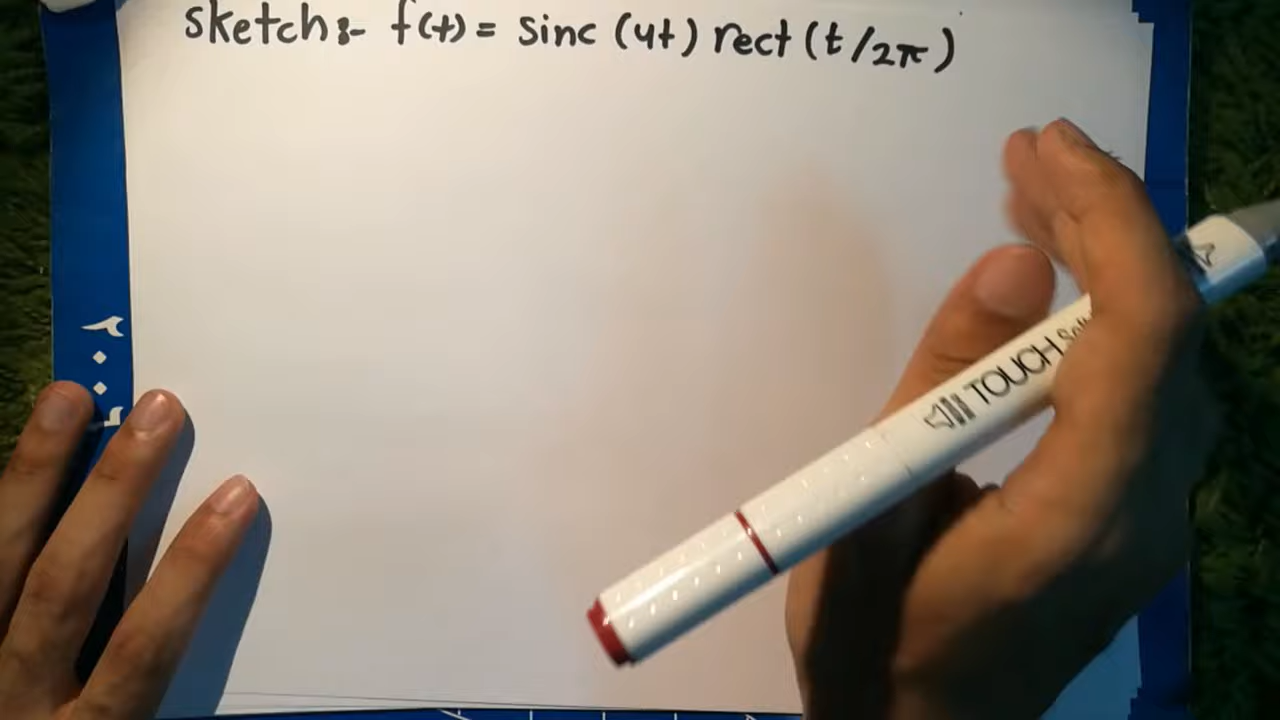 sketch:- f(t) = sinc (4t) rect (t/2π)
TOUCH